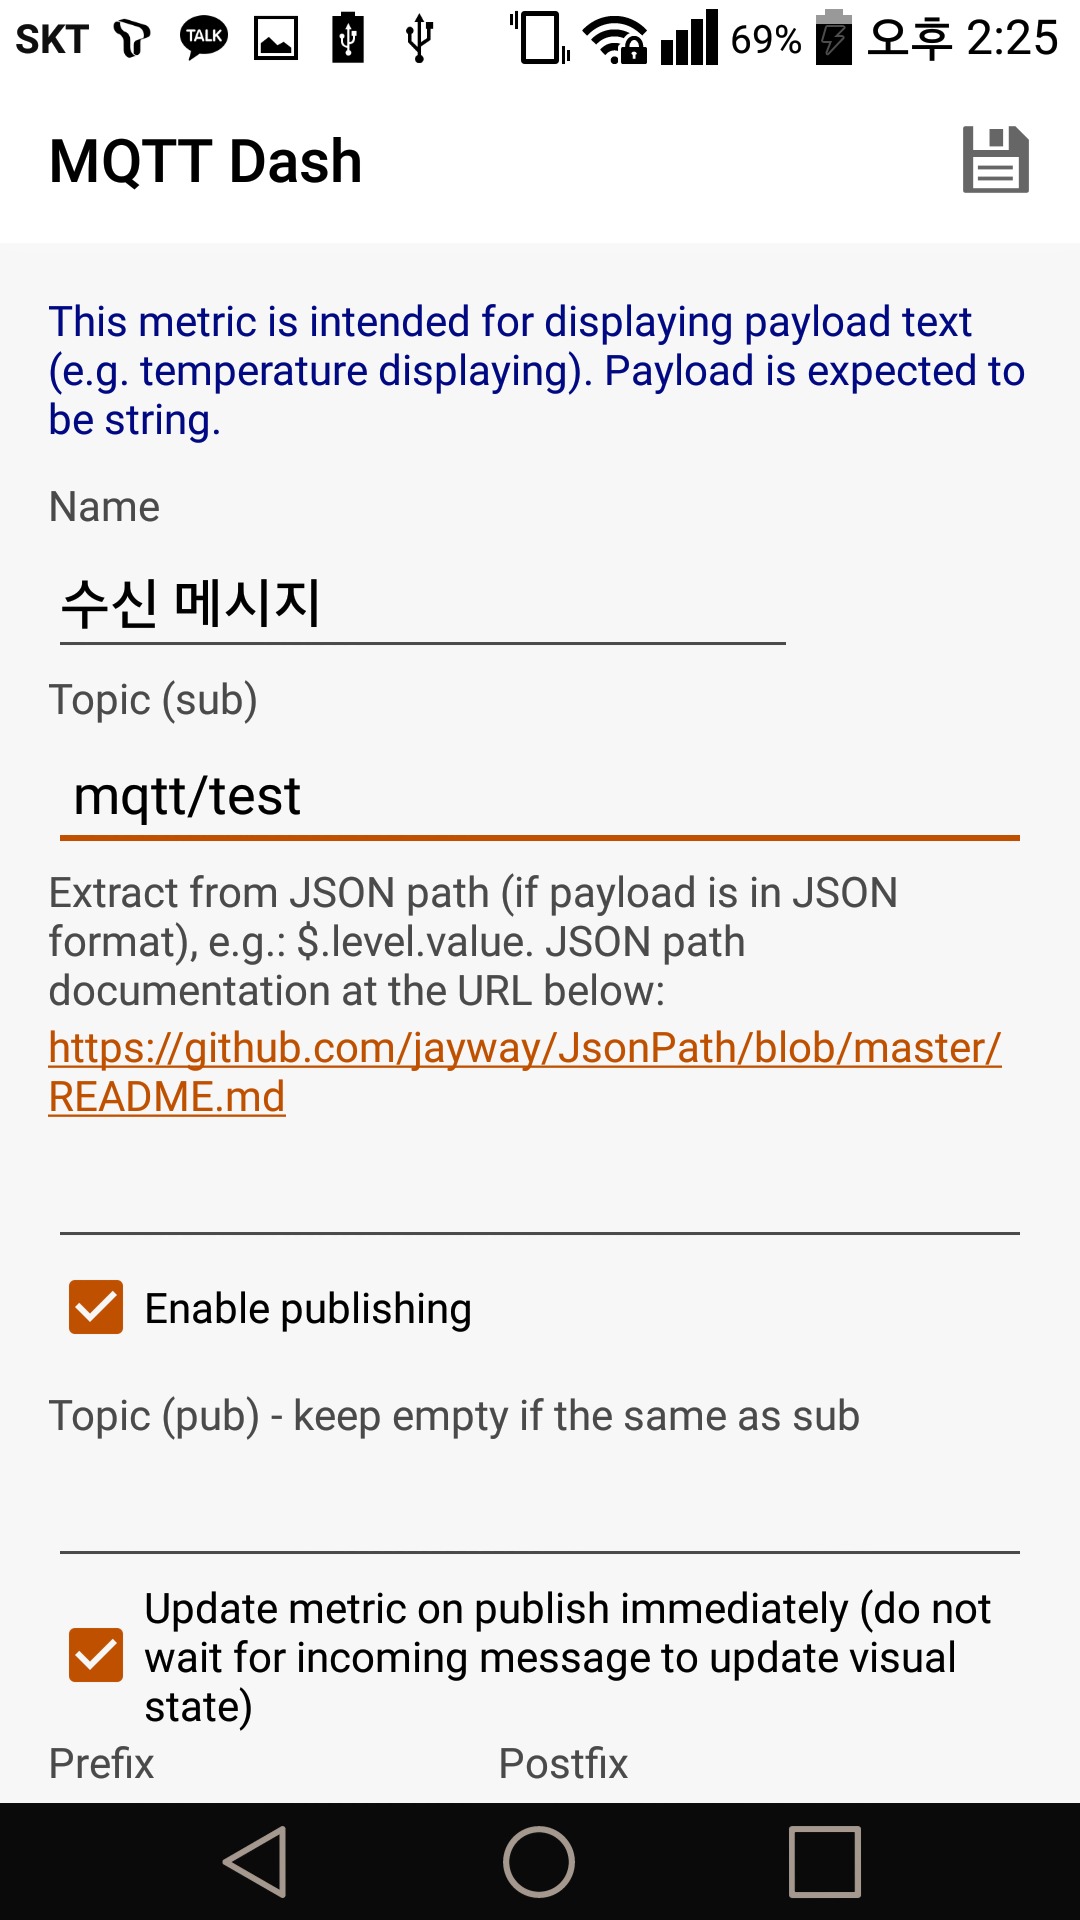 SKT TALK 69% 오후 2:25
MQTT Dash
This metric is intended for displaying payload text
(e.g. temperature displaying). Payload is expected to
be string.
Name
수신 메시지
Topic (sub)
mqtt/test
Extract from JSON path (if payload is in JSON
format), e.g.: $.level.value. JSON path
documentation at the URL below:
https://github.com/jayway/JsonPath/blob/master/
README.md
Enable publishing
Topic (pub) - keep empty if the same as sub
Update metric on publish immediately (do not
wait for incoming message to update visual
state)
Prefix Postfix